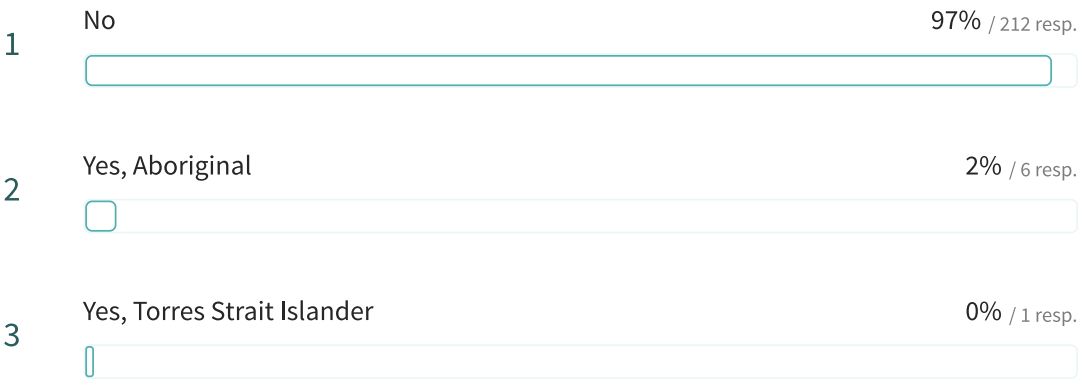 No 97% / 212 resp.
1
Yes, Aboriginal 2% / 6 resp.
2
Yes, Torres Strait Islander 0% / 1 resp.
3